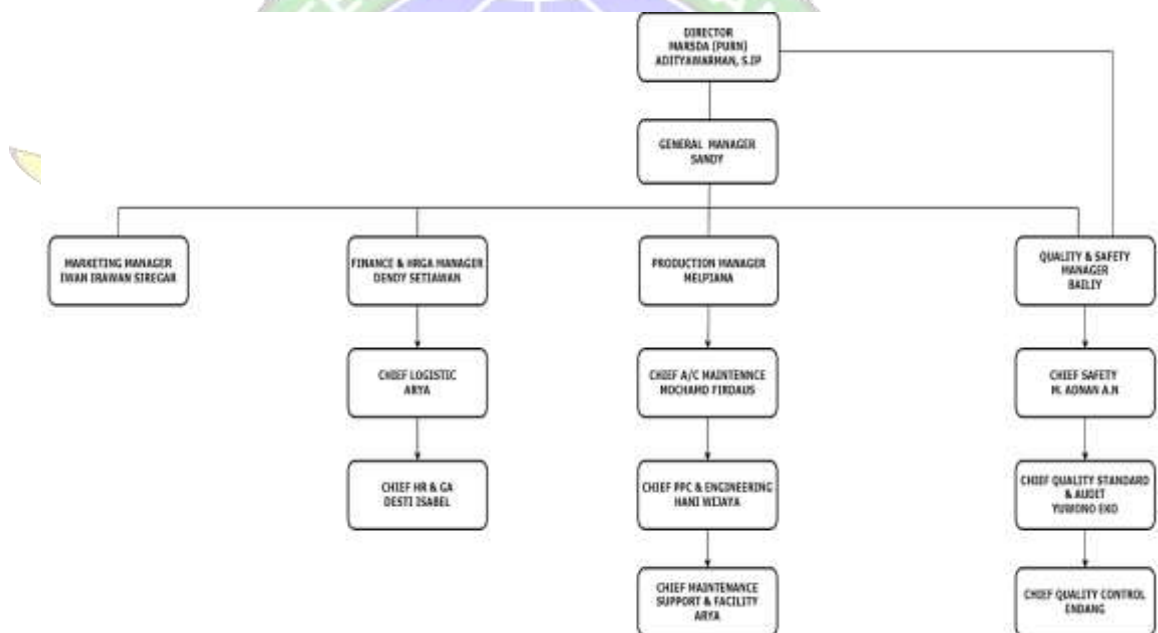 DIRECTOR
MARSDA (PURN)
ADITYAWARMAN, S.IP
GENERAL MANAGER
SANDY
MARKETING MANAGER
IWAN IRAWAN SIREGAR
FINANCE & HRGA MANAGER
DENDY SETIAWAN
PRODUCTION MANAGER
MELPIANA
QUALITY & SAFETY
MANAGER
BAILIY
CHIEF LOGISTIC
ARYA
CHIEF A/C MAINTENNCE
MOCHAMD FIRDAUS
CHIEF SAFETY
M. ADNAN A.N
CHIEF HR & GA
DESTI ISABEL
CHIEF PPC & ENGINEERING
HANI WIJAYA
CHIEF QUALITY STANDARD
& AUDIT
YUWONO EKO
CHIEF MAINTENANCE
SUPPORT & FACILITY
ARYA
CHIEF QUALITY CONTROL
ENDANG